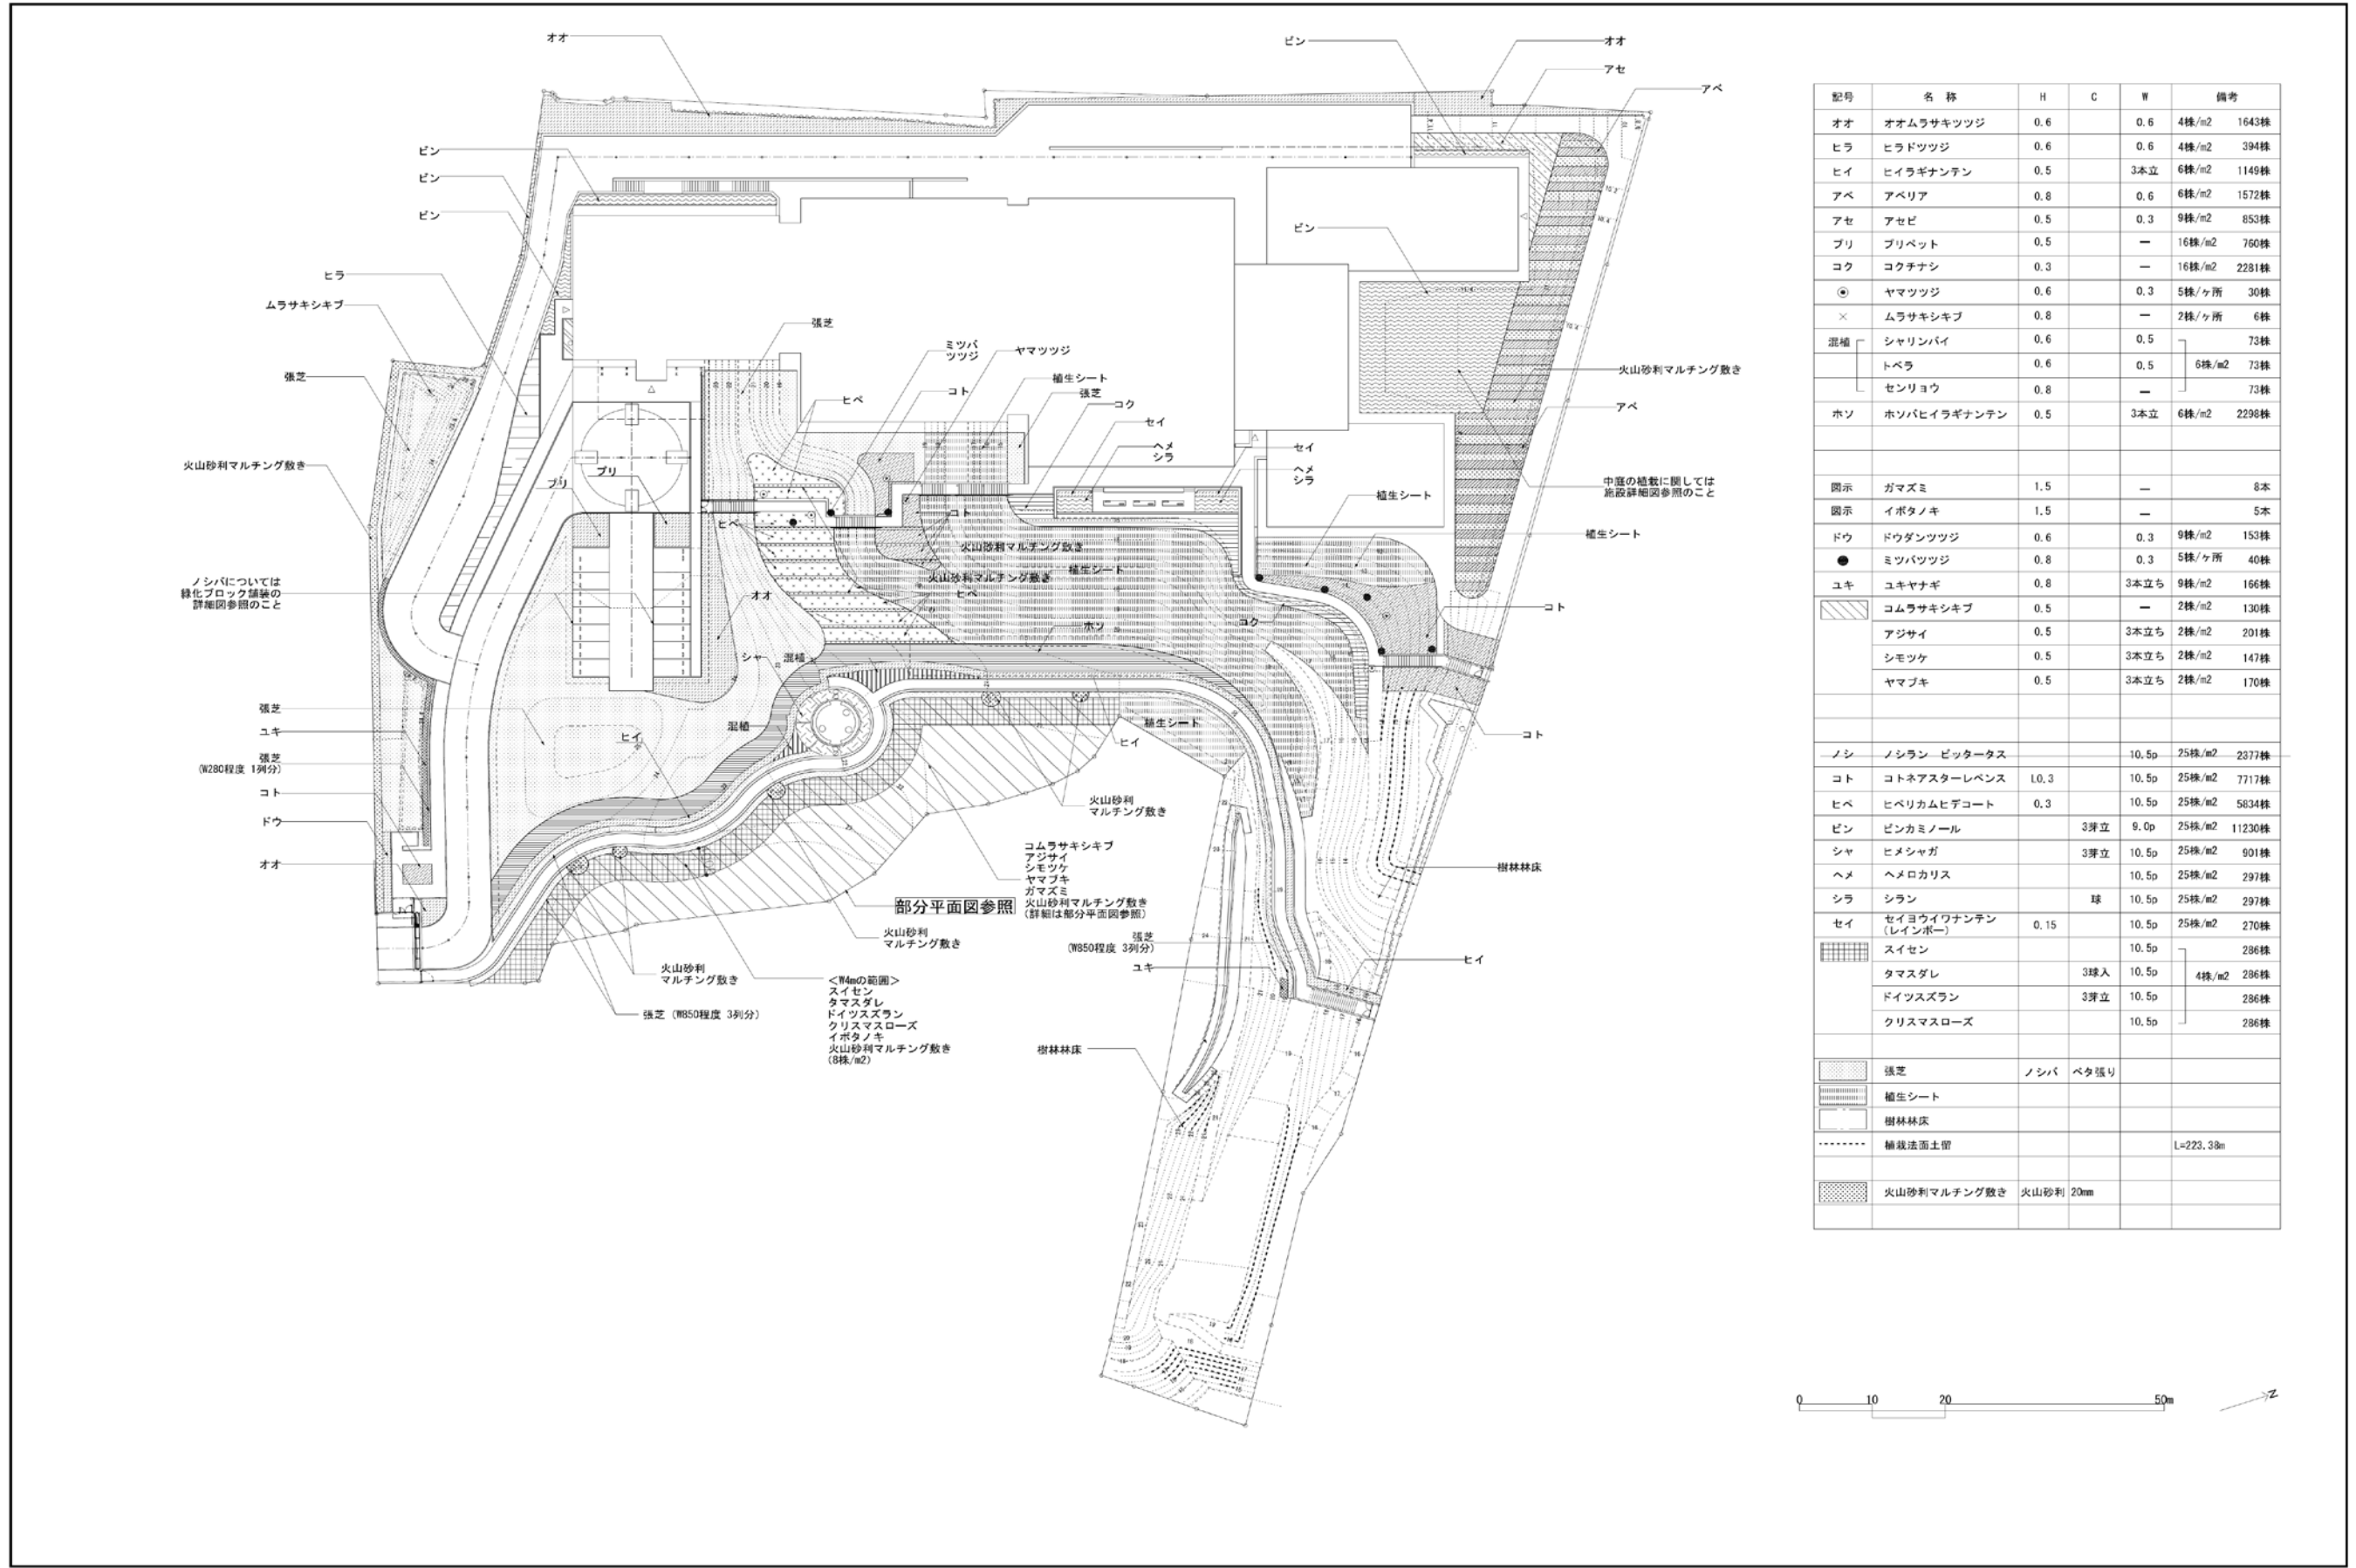 オオ
ビン
オオ
アセ
アベ
ビン
ビン
ビン
ヒラ
ムラサキシキブ
張芝
火山砂利マルチング敷き
ビン
張芝
ミツバ
ツツジ
ヤマツツジ
コト
植生シート
張芝
ヒベ
コク
セイ
ヘメ
シラ
セイ
ヘメ
シラ
火山砂利マルチング敷き
アベ
中庭の植栽に関しては
施設詳細図参照のこと
植生シート
植生シート
ブリ
ブリ
ヒベ
コト
火山砂利マルチング敷き
植生シート
火山砂利マルチング敷き
ヒベ
オオ
ホソ
コク
コト
ノシバについては
緑化ブロック舗装の
詳細図参照のこと
シャ
混植
混植
ヒイ
植生シート
ヒイ
コト
張芝
ユキ
張芝
(W280程度 1列分)
コト
ドウ
オオ
火山砂利
マルチング敷き
コムラサキシキブ
アジサイ
シモツケ
ヤマブキ
ガマズミ
火山砂利マルチング敷き
(詳細は部分平面図参照)
部分平面図参照
火山砂利
マルチング敷き
火山砂利
マルチング敷き
張芝 (W850程度 3列分)
<W4mの範囲>
スイセン
タマスダレ
ドイツスズラン
クリスマスローズ
イボタノキ
火山砂利マルチング敷き
(8株/m2)
張芝
(W850程度 3列分)
ユキ
樹林林床
樹林林床
ヒイ
記号 名 称 H C W 備考
オオ オオムラサキツツジ 0.6 0.6 4株/m2 1643株
ヒラ ヒラドツツジ 0.6 0.6 4株/m2 394株
ヒイ ヒイラギナンテン 0.5 3本立 6株/m2 1149株
アベ アベリア 0.8 0.6 6株/m2 1572株
アセ アセビ 0.5 0.3 9株/m2 853株
ブリ ブリペット 0.5 — 16株/m2 760株
コク コクチナシ 0.3 — 16株/m2 2281株
◉ ヤマツツジ 0.6 0.3 5株/ヶ所 30株
× ムラサキシキブ 0.8 — 2株/ヶ所 6株
混植 シャリンバイ 0.6 0.5 73株
トベラ 0.6 0.5 6株/m2 73株
センリョウ 0.8 — 73株
ホソ ホソバヒイラギナンテン 0.5 3本立 6株/m2 2298株
図示 ガマズミ 1.5 — 8本
図示 イボタノキ 1.5 — 5本
ドウ ドウダンツツジ 0.6 0.3 9株/m2 153株
● ミツバツツジ 0.8 0.3 5株/ヶ所 40株
ユキ ユキヤナギ 0.8 3本立ち 9株/m2 166株
コムラサキシキブ 0.5 — 2株/m2 130株
アジサイ 0.5 3本立ち 2株/m2 201株
シモツケ 0.5 3本立ち 2株/m2 147株
ヤマブキ 0.5 3本立ち 2株/m2 170株
ノシ ノシラン ビッタータス 10.5p 25株/m2 2377株
コト コトネアスターレペンス L0.3 10.5p 25株/m2 7717株
ヒベ ヒベリカムヒデコート 0.3 10.5p 25株/m2 5834株
ビン ビンカミノール 3芽立 9.0p 25株/m2 11230株
シャ ヒメシャガ 3芽立 10.5p 25株/m2 901株
ヘメ ヘメロカリス 10.5p 25株/m2 297株
シラ シラン 球 10.5p 25株/m2 297株
セイ セイヨウイワナンテン
(レインボー) 0.15 10.5p 25株/m2 270株
スイセン 10.5p 286株
タマスダレ 3球入 10.5p 4株/m2 286株
ドイツスズラン 3芽立 10.5p 286株
クリスマスローズ 10.5p 286株
張芝 ノシバ ベタ張り
植生シート
樹林林床
植栽法面土留 L=223.38m
火山砂利マルチング敷き 火山砂利 20mm
0 10 20 50m
N